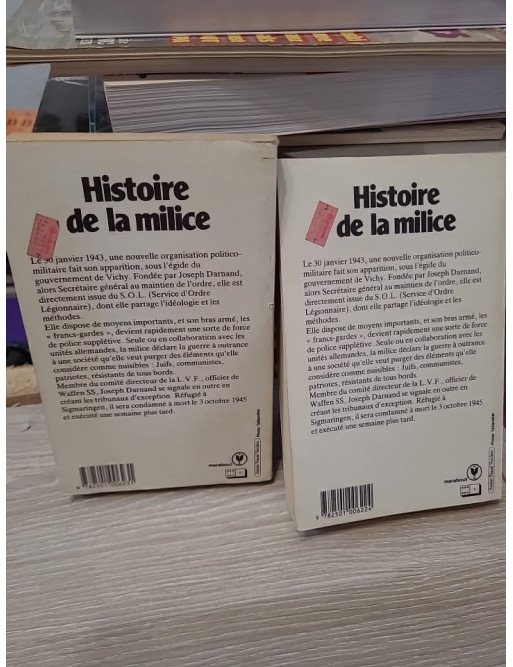 Histoire
de la milice
Le 30 janvier 1943, une nouvelle organisation politico-
militaire fait son apparition, sous l'égide du
gouvernement de Vichy. Fondée par Joseph Darnand,
alors Secrétaire général au maintien de l'ordre, elle est
directement issue du S.O.L. (Service d'Ordre
Légionnaire), dont elle partage l'idéologie et les
méthodes.
Elle dispose de moyens importants, et son bras armé, les
« francs-gardes », devient rapidement une sorte de force
de police supplétive. Seule ou en collaboration avec les
unités allemandes, la milice déclare la guerre à outrance
à une société qu'elle veut purger des éléments qu'elle
considère comme nuisibles : Juifs, communistes,
patriotes, résistants de tous bords.
Membre du comité directeur de la L.V.F., officier de
Waffen SS, Joseph Darnand se signale en outre en
créant les tribunaux d'exception. Réfugié à
Sigmaringen, il sera condamné à mort le 3 octobre 1945
et exécuté une semaine plus tard.
marabout
9 782501 006231
Histoire
de la milice
Le 30 janvier 1943, une nouvelle organisation politico-
militaire fait son apparition, sous l'égide du
gouvernement de Vichy. Fondée par Joseph Darnand,
alors Secrétaire général au maintien de l'ordre, elle est
directement issue du S.O.L. (Service d'Ordre
Légionnaire), dont elle partage l'idéologie et les
méthodes.
Elle dispose de moyens importants, et son bras armé, les
« francs-gardes », devient rapidement une sorte de force
de police supplétive. Seule ou en collaboration avec les
unités allemandes, la milice déclare la guerre à outrance
à une société qu'elle veut purger des éléments qu'elle
considère comme nuisibles : Juifs, communistes,
patriotes, résistants de tous bords.
Membre du comité directeur de la L.V.F., officier de
Waffen SS, Joseph Darnand se signale en outre en
créant les tribunaux d'exception. Réfugié à
Sigmaringen, il sera condamné à mort le 3 octobre 1945
et exécuté une semaine plus tard.
marabout
9 782501 006224